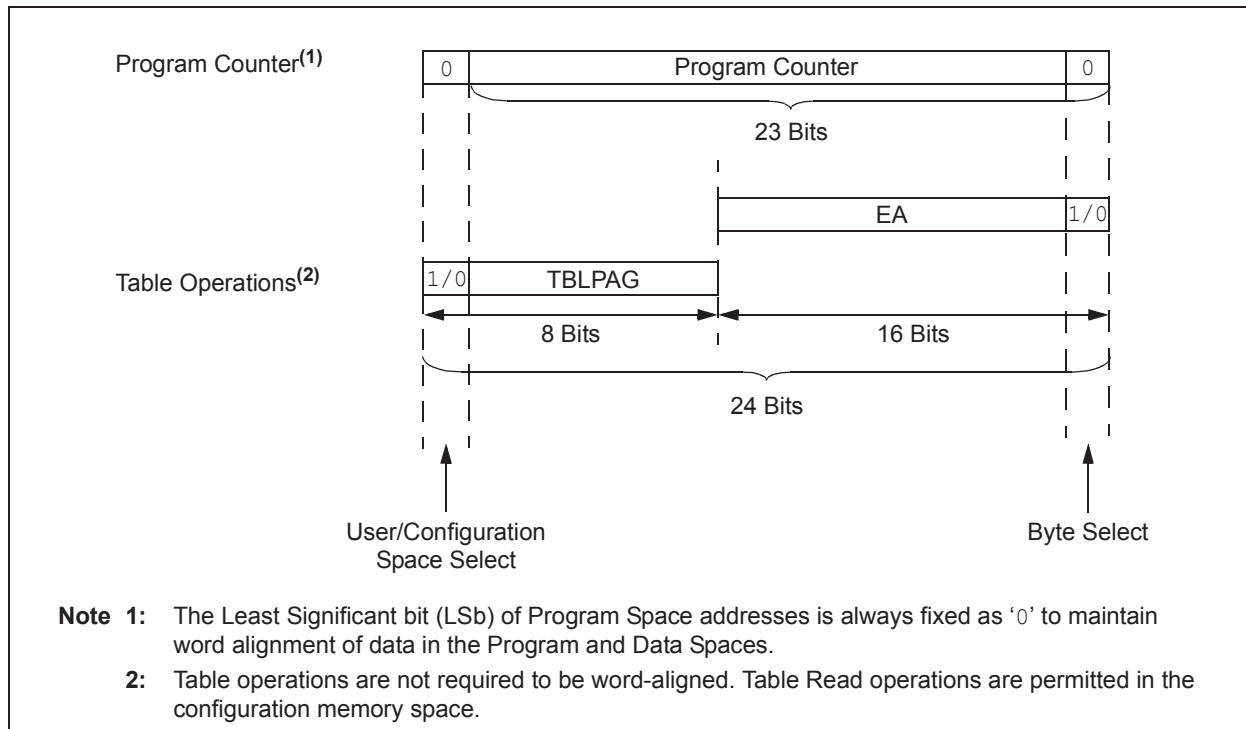 Program Counter(1)
0 Program Counter 0
23 Bits
EA 1/0
Table Operations(2)
1/0 TBLPAG
8 Bits 16 Bits
24 Bits
User/Configuration
Space Select
Byte Select
Note 1: The Least Significant bit (LSb) of Program Space addresses is always fixed as ‘0’ to maintain
word alignment of data in the Program and Data Spaces.
2: Table operations are not required to be word-aligned. Table Read operations are permitted in the
configuration memory space.